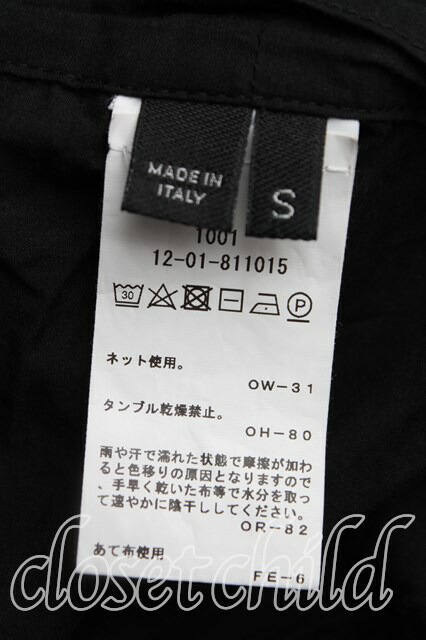 MADE IN
ITALY
S
1001
12-01-811015
30
P
ネット使用。
OW-31
タンブル乾燥禁止。
OH-80
雨や汗で濡れた状態で摩擦が加わ
ると色移りの原因となりますので
、手早く乾いた布等で水分を取っ
て速やかに陰干ししてください。
OR-82
あて布使用
FE-6
closetchild